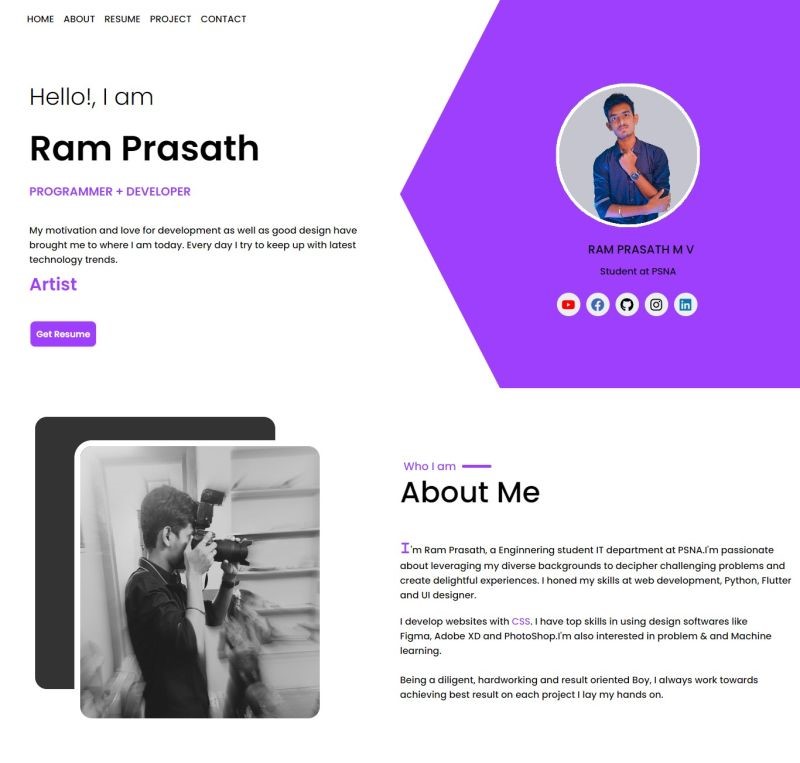 HOME ABOUT RESUME PROJECT CONTACT
Hello!, I am
Ram Prasath
PROGRAMMER + DEVELOPER
My motivation and love for development as well as good design have
brought me to where I am today. Every day I try to keep up with latest
technology trends.
Artist
Get Resume
RAM PRASATH M V
Student at PSNA
Who I am
About Me
I'm Ram Prasath, a Enginnering student IT department at PSNA.I'm passionate
about leveraging my diverse backgrounds to decipher challenging problems and
create delightful experiences. I honed my skills at web development, Python, Flutter
and UI designer.
I develop websites with CSS. I have top skills in using design softwares like
Figma, Adobe XD and PhotoShop.I'm also interested in problem & and Machine
learning.
Being a diligent, hardworking and result oriented Boy, I always work towards
achieving best result on each project I lay my hands on.